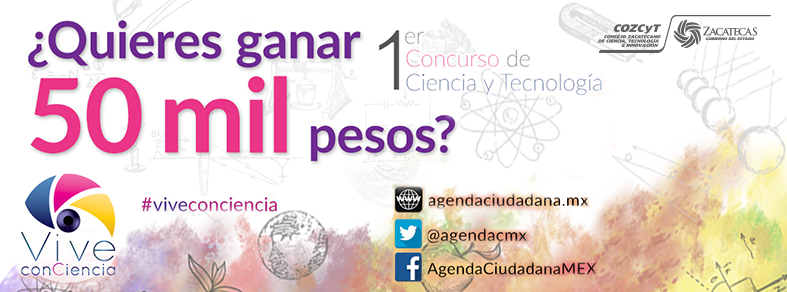 ¿Quieres ganar
50 mil pesos?
1er
Concurso de
Ciencia y Tecnología
COZCyT
CONSEJO ZACATECANO
DE CIENCIA, TECNOLOGÍA
E INNOVACIÓN
ZACATECAS
GOBIERNO DEL ESTADO
Vive
conCiencia
#viveconciencia
www
agendaciudadana.mx
@agendacmx
AgendaCiudadanaMEX